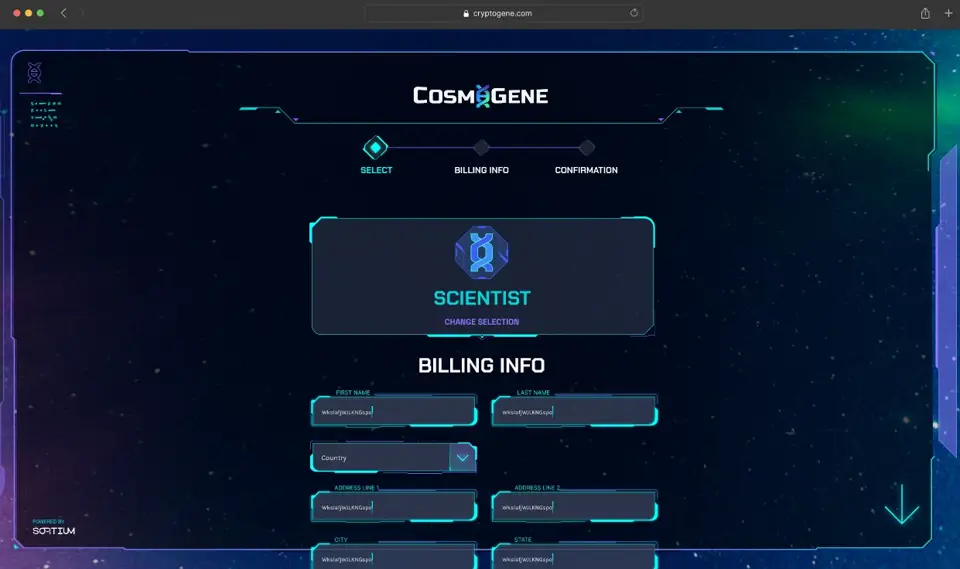 cryptogene.com
COSMOGENE
SELECT
BILLING INFO
CONFIRMATION
SCIENTIST
CHANGE SELECTION
BILLING INFO
FIRST NAME
LAST NAME
Country
ADDRESS LINE 1
ADDRESS LINE 2
CITY
STATE
POWERED BY
SORTIUM